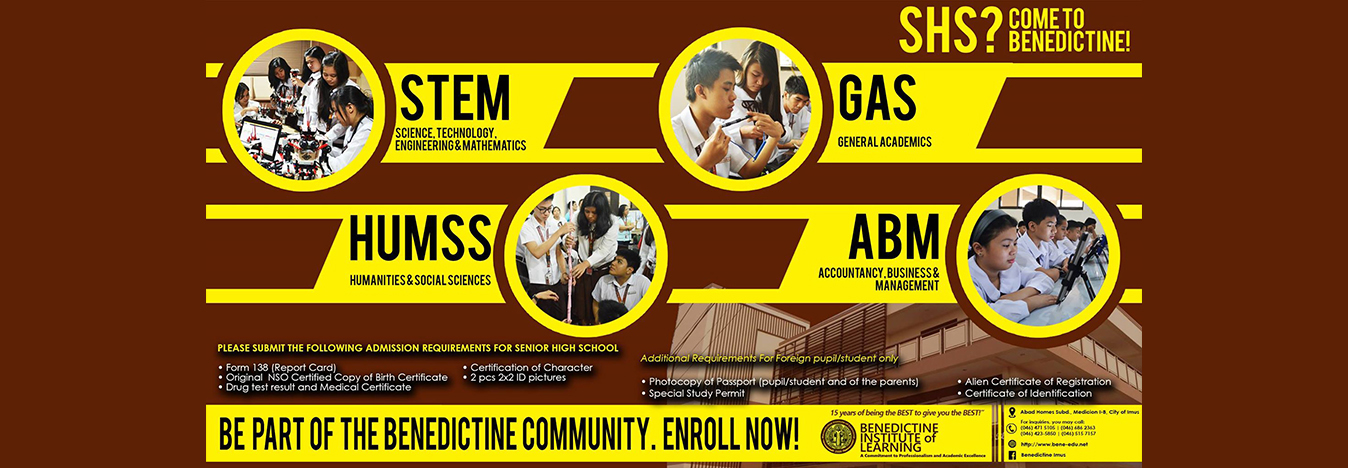 SHS? COME TO
BENEDICTINE!
STEM
SCIENCE, TECHNOLOGY,
ENGINEERING & MATHEMATICS
GAS
GENERAL ACADEMICS
HUMSS
HUMANITIES & SOCIAL SCIENCES
ABM
ACCOUNTANCY, BUSINESS &
MANAGEMENT
PLEASE SUBMIT THE FOLLOWING ADMISSION REQUIREMENTS FOR SENIOR HIGH SCHOOL
• Form 138 (Report Card)
• Original NSO Certified Copy of Birth Certificate
• Drug test result and Medical Certificate
• Certification of Character
• 2 pcs 2x2 ID pictures
Additional Requirements For Foreign pupil/student only
• Photocopy of Passport (pupil/student and of the parents)
• Special Study Permit
• Alien Certificate of Registration
• Certificate of Identification
BE PART OF THE BENEDICTINE COMMUNITY. ENROLL NOW!
15 years of being the BEST to give you the BEST!"
BENEDICTINE
INSTITUTE of
LEARNING
A Commitment to Professionalism and Academic Excellence
Abad Homes Subd., Medicion I-B, City of Imus
For inquiries, you may call:
(046) 471 5105 | (046) 686 2363
(046) 423-5850 | (046) 515 7157
http://www.bene-edu.net
Benedictine Imus